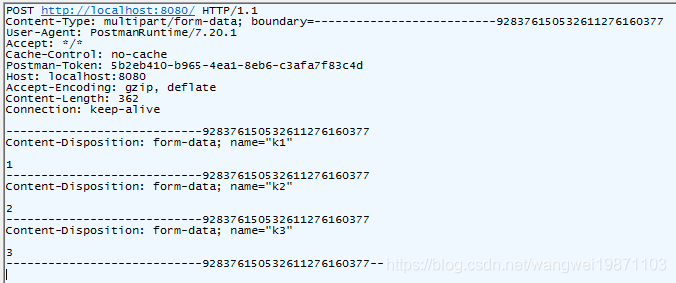 POST http://localhost:8080/ HTTP/1.1
Content-Type: multipart/form-data; boundary=--------------------------928376150532611276160377
User-Agent: PostmanRuntime/7.20.1
Accept: */*
Cache-Control: no-cache
Postman-Token: 5b2eb410-b965-4ea1-8eb6-c3afa7f83c4d
Host: localhost:8080
Accept-Encoding: gzip, deflate
Content-Length: 362
Connection: keep-alive
----------------------------928376150532611276160377
Content-Disposition: form-data; name="k1"
1
----------------------------928376150532611276160377
Content-Disposition: form-data; name="k2"
2
----------------------------928376150532611276160377
Content-Disposition: form-data; name="k3"
3
----------------------------928376150532611276160377--
https://blog.csdn.net/wangwei19871103